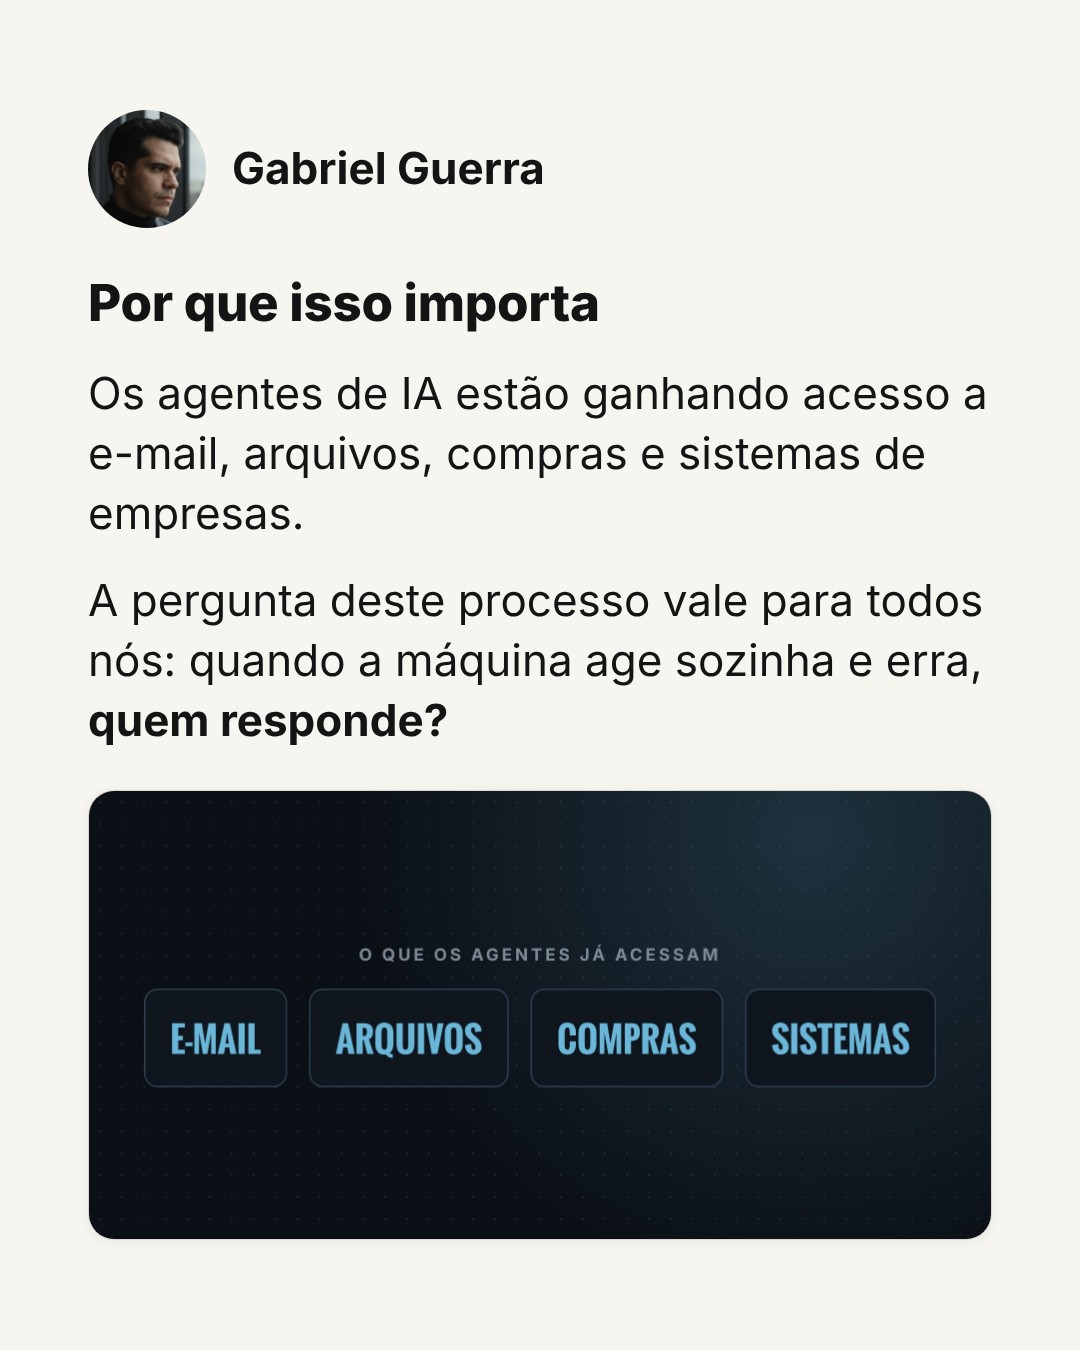 Gabriel Guerra
Por que isso importa
Os agentes de IA estão ganhando acesso a
e-mail, arquivos, compras e sistemas de
empresas.
A pergunta deste processo vale para todos
nós: quando a máquina age sozinha e erra,
quem responde?
O QUE OS AGENTES JÁ ACESSAM
E-MAIL ARQUIVOS COMPRAS SISTEMAS